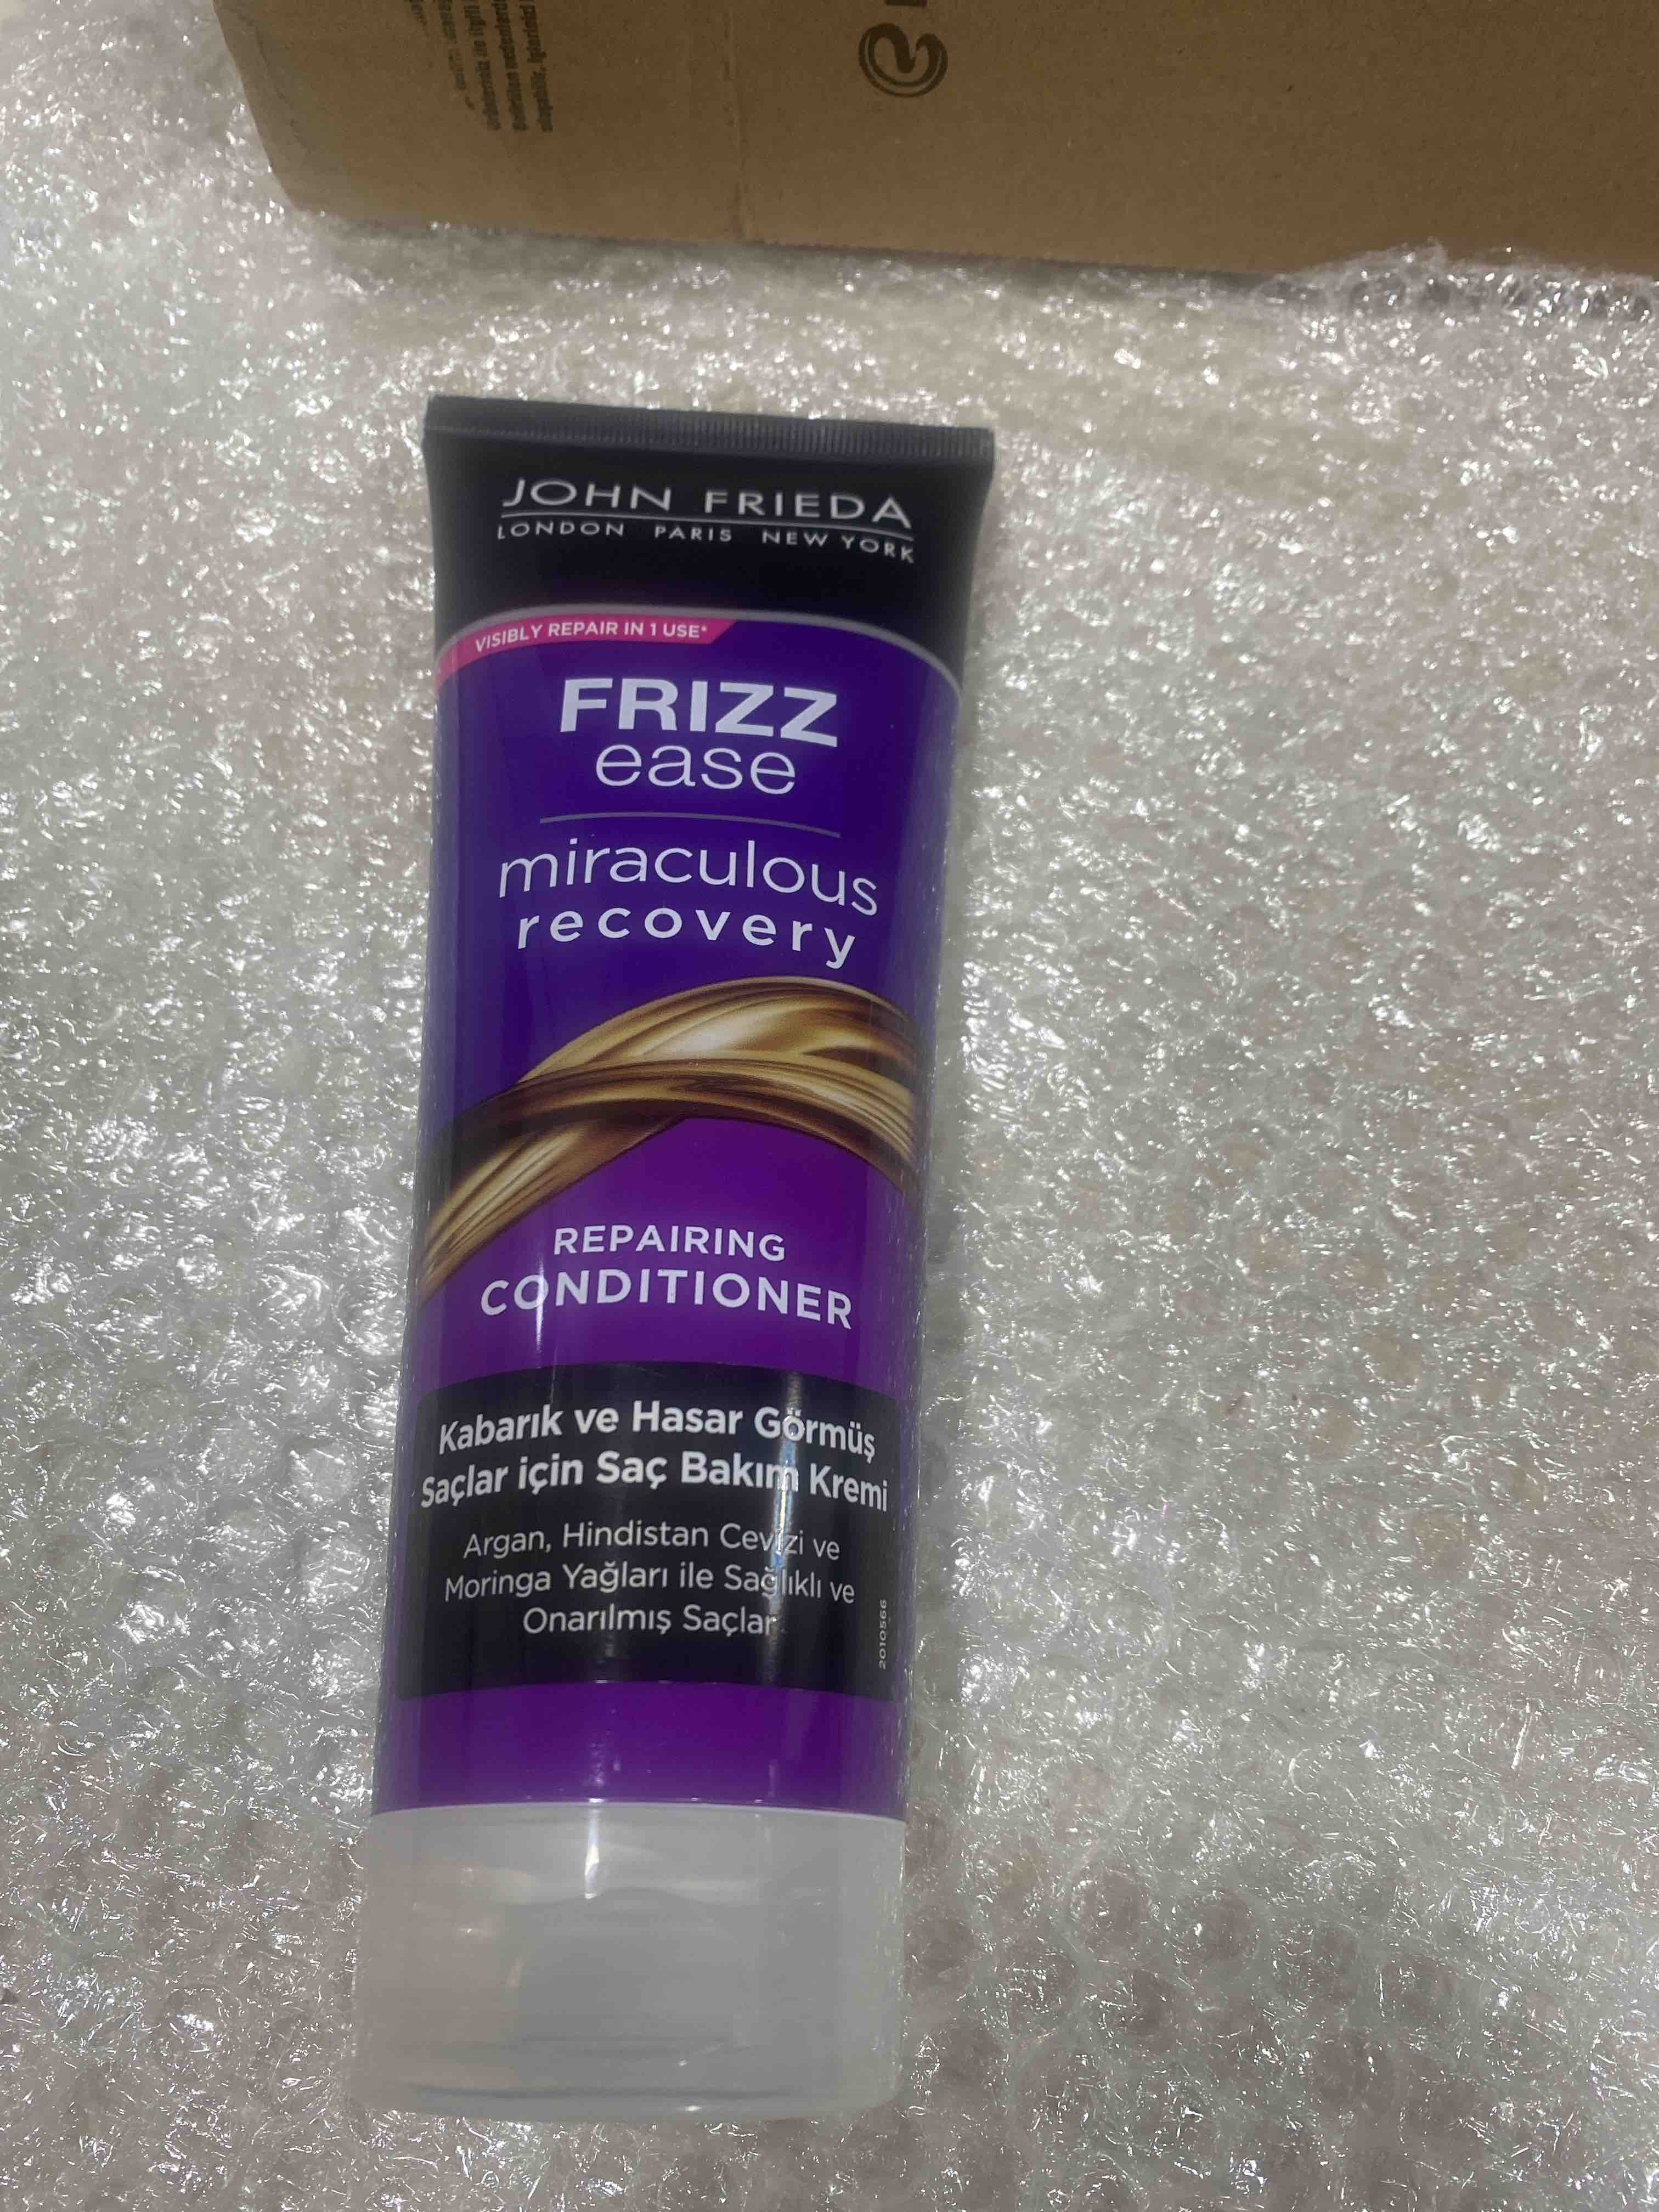 JOHN FRIEDA
LONDON PARIS NEW YORK
VISIBLY REPAIR IN 1 USE*
FRIZZ
ease
miraculous
recovery
REPAIRING
CONDITIONER
Kabarık ve Hasar Görmüş
Saçlar için Saç Bakım Kremi
Argan, Hindistan Cevizi ve
Moringa Yağları ile Sağlıklı ve
Onarılmış Saçlar
2010566